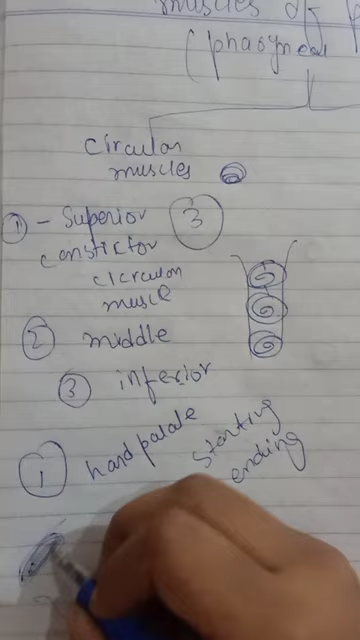 muscles of
(phasyneal
circular
muscles
① - Superior ③
constrictor
circular
muscle
② middle
③ inferior
① hard palate
starting
ending